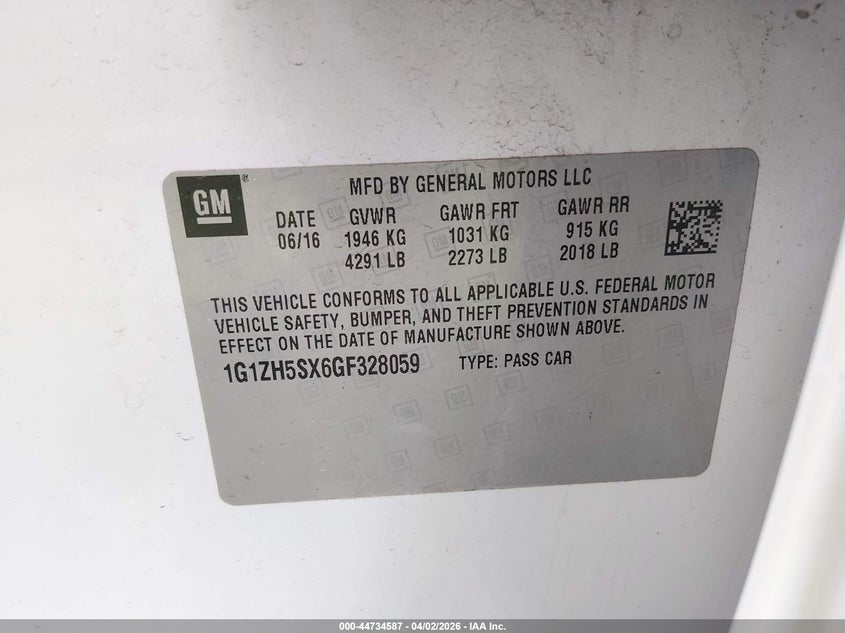 GM ®
MFD BY GENERAL MOTORS LLC
DATE GVWR GAWR FRT GAWR RR
06/16 1946 KG 1031 KG 915 KG
4291 LB 2273 LB 2018 LB
THIS VEHICLE CONFORMS TO ALL APPLICABLE U.S. FEDERAL MOTOR
VEHICLE SAFETY, BUMPER, AND THEFT PREVENTION STANDARDS IN
EFFECT ON THE DATE OF MANUFACTURE SHOWN ABOVE.
1G1ZH5SX6GF328059 TYPE: PASS CAR
000-44734587 - 04/02/2026 - IAA Inc.